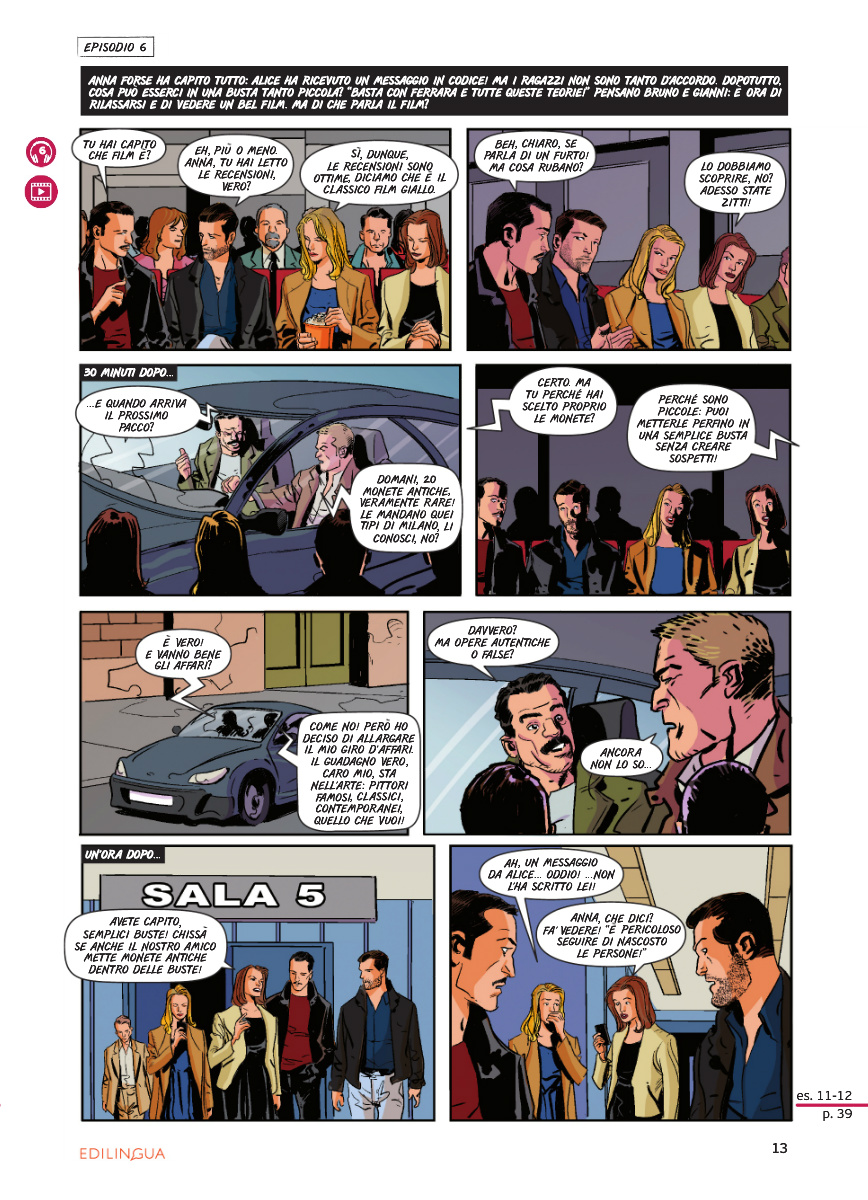 EPISODIO 6
ANNA FORSE HA CAPITO TUTTO: ALICE HA RICEVUTO UN MESSAGGIO IN CODICE! MA I RAGAZZI NON SONO TANTO D'ACCORDO. DOPOTUTTO,
COSA PUÒ ESSERCI IN UNA BUSTA TANTO PICCOLA? "BASTA CON FERRARA E TUTTE QUESTE TEORIE!" PENSANO BRUNO E GIANNI: È ORA DI
RILASSARSI E DI VEDERE UN BEL FILM. MA DI CHE PARLA IL FILM?
6
TU HAI CAPITO
CHE FILM È?
EH, PIÙ O MENO.
ANNA, TU HAI LETTO
LE RECENSIONI,
VERO?
SÌ, DUNQUE,
LE RECENSIONI SONO
OTTIME, DICIAMO CHE È IL
CLASSICO FILM GIALLO.
BEH, CHIARO, SE
PARLA DI UN FURTO!
MA COSA RUBANO?
LO DOBBIAMO
SCOPRIRE, NO?
ADESSO STATE
ZITTI!
30 MINUTI DOPO...
...E QUANDO ARRIVA
IL PROSSIMO
PACCO?
DOMANI, 20
MONETE ANTICHE,
VERAMENTE RARE!
LE MANDANO QUEI
TIPI DI MILANO, LI
CONOSCI, NO?
CERTO. MA
TU PERCHÉ HAI
SCELTO PROPRIO
LE MONETE?
PERCHÉ SONO
PICCOLE: PUOI
METTERLE PERFINO IN
UNA SEMPLICE BUSTA
SENZA CREARE
SOSPETTI!
È VERO!
E VANNO BENE
GLI AFFARI?
COME NO! PERÒ HO
DECISO DI ALLARGARE
IL MIO GIRO D'AFFARI.
IL GUADAGNO VERO,
CARO MIO, STA
NELL'ARTE: PITTORI
FAMOSI, CLASSICI,
CONTEMPORANEI,
QUELLO CHE VUOI!
DAVVERO?
MA OPERE AUTENTICHE
O FALSE?
ANCORA
NON LO SO...
UN'ORA DOPO...
SALA 5
AVETE CAPITO,
SEMPLICI BUSTE! CHISSÀ
SE ANCHE IL NOSTRO AMICO
METTE MONETE ANTICHE
DENTRO DELLE BUSTE!
AH, UN MESSAGGIO
DA ALICE... ODDIO! ...NON
L'HA SCRITTO LEI!
ANNA, CHE DICI?
FA' VEDERE! "È PERICOLOSO
SEGUIRE DI NASCOSTO
LE PERSONE!"
es. 11-12
p. 39
EDILINGUA
13